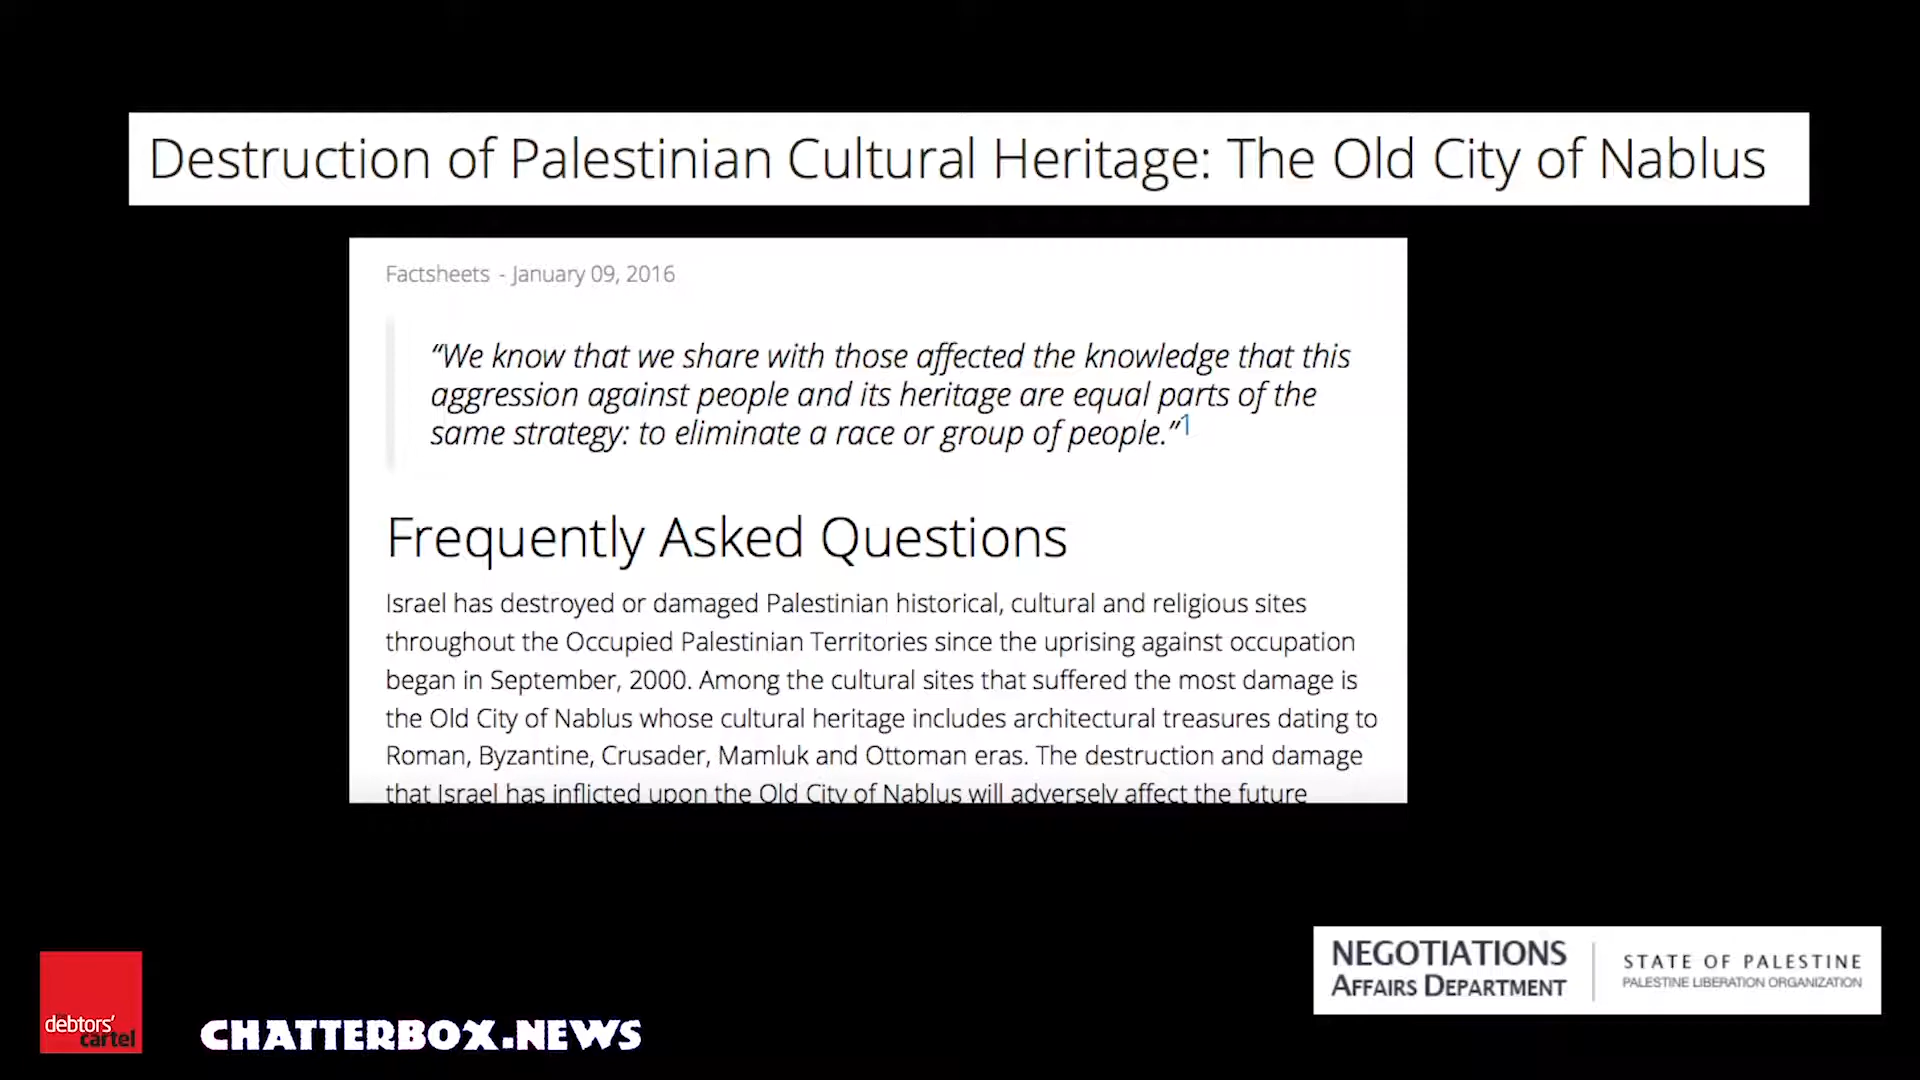 Destruction of Palestinian Cultural Heritage: The Old City of Nablus
Factsheets - January 09, 2016
“We know that we share with those affected the knowledge that this
aggression against people and its heritage are equal parts of the
same strategy: to eliminate a race or group of people.”1
Frequently Asked Questions
Israel has destroyed or damaged Palestinian historical, cultural and religious sites
throughout the Occupied Palestinian Territories since the uprising against occupation
began in September, 2000. Among the cultural sites that suffered the most damage is
the Old City of Nablus whose cultural heritage includes architectural treasures dating to
Roman, Byzantine, Crusader, Mamluk and Ottoman eras. The destruction and damage
that Israel has inflicted upon the Old City of Nablus will adversely affect the future
debtors’
cartel
CHATTERBOX.NEWS
NEGOTIATIONS
AFFAIRS DEPARTMENT
STATE OF PALESTINE
PALESTINE LIBERATION ORGANIZATION